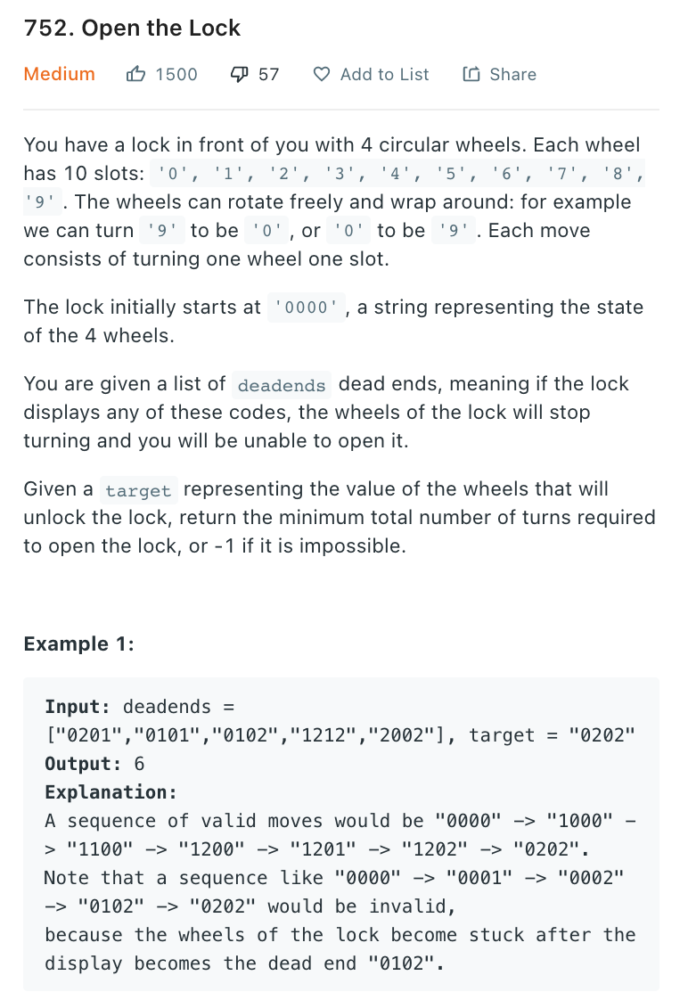 752. Open the Lock
Medium 1500 57 Add to List Share
You have a lock in front of you with 4 circular wheels. Each wheel
has 10 slots: '0', '1', '2', '3', '4', '5', '6', '7', '8',
'9' . The wheels can rotate freely and wrap around: for example
we can turn '9' to be '0' , or '0' to be '9' . Each move
consists of turning one wheel one slot.
The lock initially starts at '0000' , a string representing the state
of the 4 wheels.
You are given a list of deadends dead ends, meaning if the lock
displays any of these codes, the wheels of the lock will stop
turning and you will be unable to open it.
Given a target representing the value of the wheels that will
unlock the lock, return the minimum total number of turns required
to open the lock, or -1 if it is impossible.
Example 1:
Input: deadends =
["0201","0101","0102","1212","2002"], target = "0202"
Output: 6
Explanation:
A sequence of valid moves would be "0000" -> "1000" -
> "1100" -> "1200" -> "1201" -> "1202" -> "0202".
Note that a sequence like "0000" -> "0001" -> "0002"
-> "0102" -> "0202" would be invalid,
because the wheels of the lock become stuck after the
display becomes the dead end "0102".